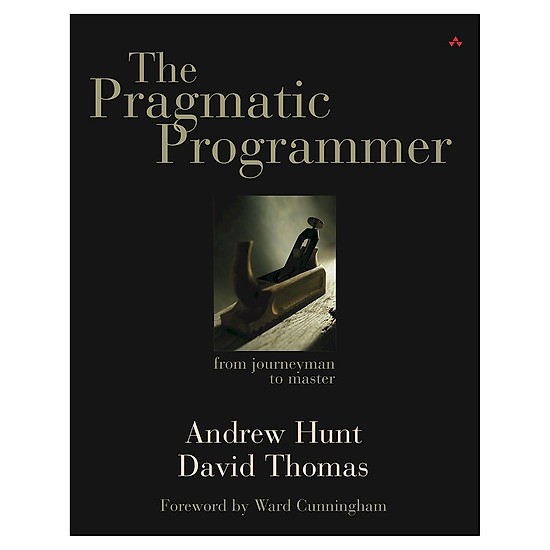 The
Pragmatic
Programmer
from journeyman
to master
Andrew Hunt
David Thomas
Foreword by Ward Cunningham